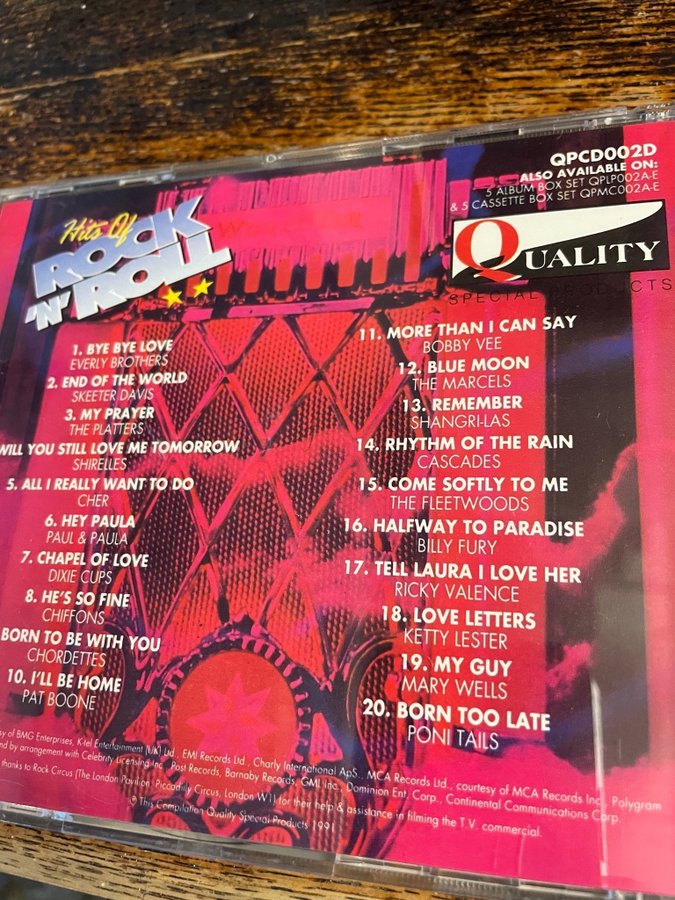 Hits Of
ROCK
'N' ROLL
QPCD002D
ALSO AVAILABLE ON:
5 ALBUM BOX SET QPLP002A-E
& 5 CASSETTE BOX SET QPMC002A-E
QUALITY
SPECIAL PRODUCTS
1. BYE BYE LOVE
EVERLY BROTHERS
2. END OF THE WORLD
SKEETER DAVIS
3. MY PRAYER
THE PLATTERS
WILL YOU STILL LOVE ME TOMORROW
SHIRELLES
5. ALL I REALLY WANT TO DO
CHER
6. HEY PAULA
PAUL & PAULA
7. CHAPEL OF LOVE
DIXIE CUPS
8. HE'S SO FINE
CHIFFONS
BORN TO BE WITH YOU
CHORDETTES
10. I'LL BE HOME
PAT BOONE
11. MORE THAN I CAN SAY
BOBBY VEE
12. BLUE MOON
THE MARCELS
13. REMEMBER
SHANGRI-LAS
14. RHYTHM OF THE RAIN
CASCADES
15. COME SOFTLY TO ME
THE FLEETWOODS
16. HALFWAY TO PARADISE
BILLY FURY
17. TELL LAURA I LOVE HER
RICKY VALENCE
18. LOVE LETTERS
KETTY LESTER
19. MY GUY
MARY WELLS
20. BORN TOO LATE
PONI TAILS
of BMG Enterprises, K-tel Entertainment (UK) Ltd., EMI Records Ltd., Charly International ApS., MCA Records Ltd., courtesy of MCA Records Inc., Polygram
and by arrangement with Celebrity Licensing Inc., Post Records, Barnaby Records, GML Inc., Dominion Ent. Corp., Continental Communications Corp.
thanks to Rock Circus (The London Pavilion, Piccadilly Circus, London W1) for their help & assistance in filming the T.V. commercial.
℗ This Compilation Quality Special Products 1991